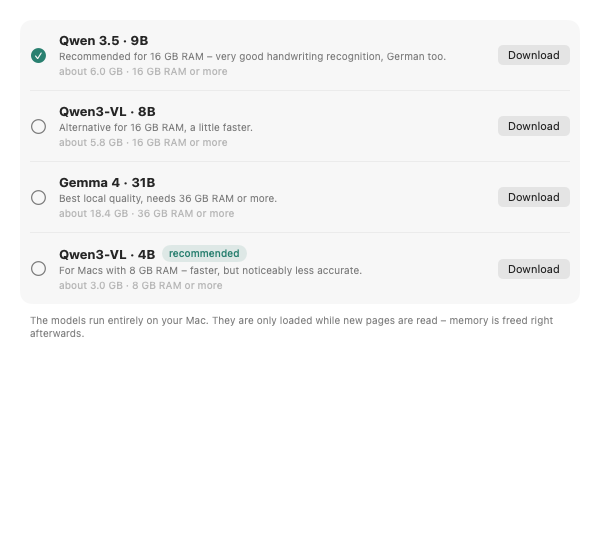 Qwen 3.5 · 9B
Recommended for 16 GB RAM – very good handwriting recognition, German too.
about 6.0 GB · 16 GB RAM or more
Download
Qwen3-VL · 8B
Alternative for 16 GB RAM, a little faster.
about 5.8 GB · 16 GB RAM or more
Download
Gemma 4 · 31B
Best local quality, needs 36 GB RAM or more.
about 18.4 GB · 36 GB RAM or more
Download
Qwen3-VL · 4B recommended
For Macs with 8 GB RAM – faster, but noticeably less accurate.
about 3.0 GB · 8 GB RAM or more
Download
The models run entirely on your Mac. They are only loaded while new pages are read – memory is freed right
afterwards.